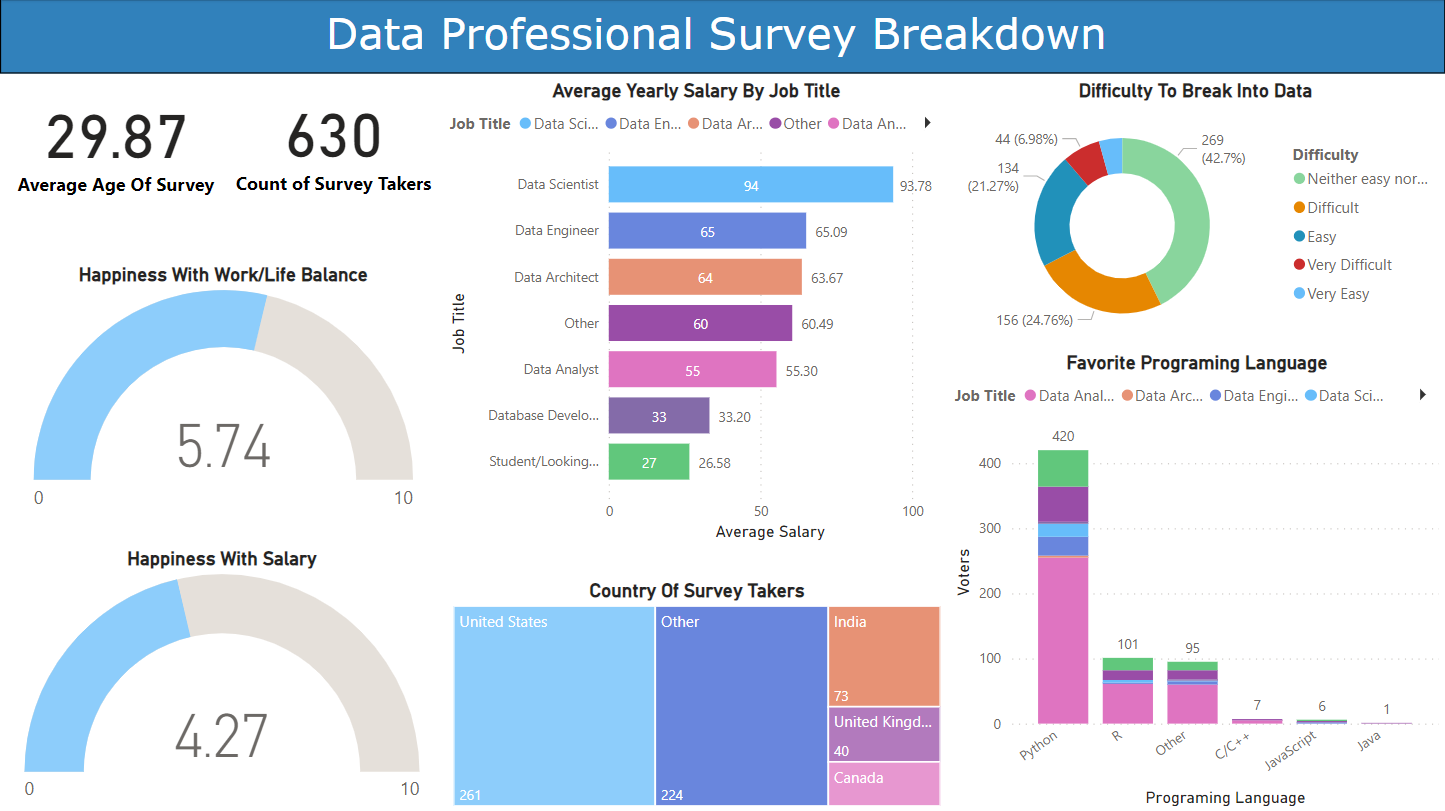 Data Professional Survey Breakdown
29.87
Average Age Of Survey
630
Count of Survey Takers
Happiness With Work/Life Balance
5.74
0
10
Happiness With Salary
4.27
0
10
Average Yearly Salary By Job Title
Job Title Data Sci... Data En... Data Ar... Other Data An...
Job Title
Data Scientist 94 93.78
Data Engineer 65 65.09
Data Architect 64 63.67
Other 60 60.49
Data Analyst 55 55.30
Database Develo... 33 33.20
Student/Looking... 27 26.58
0 50 100
Average Salary
Country Of Survey Takers
United States
261
Other
224
India
73
United Kingd...
40
Canada
Difficulty To Break Into Data
44 (6.98%)
134
(21.27%)
156 (24.76%)
269
(42.7%)
Difficulty
Neither easy nor...
Difficult
Easy
Very Difficult
Very Easy
Favorite Programing Language
Job Title Data Anal... Data Arc... Data Engi... Data Sci...
Voters
400
300
200
100
0
420
101
95
7
6
1
Python
R
Other
C/C++
JavaScript
Java
Programing Language